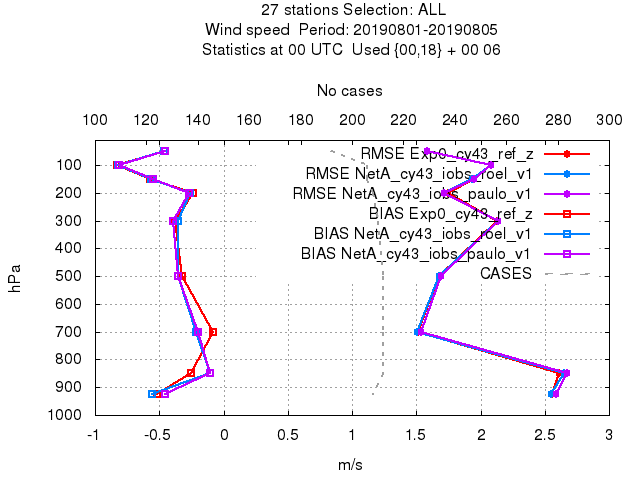 27 stations Selection: ALL
Wind speed  Period: 20190801-20190805
Statistics at 00 UTC  Used {00,18} + 00 06
No cases
100 120 140 160 180 200 220 240 260 280 300
RMSE Exp0_cy43_ref_z
RMSE NetA_cy43_iobs_roel_v1
RMSE NetA_cy43_iobs_paulo_v1
BIAS Exp0_cy43_ref_z
BIAS NetA_cy43_iobs_roel_v1
BIAS NetA_cy43_iobs_paulo_v1
CASES
hPa
100
200
300
400
500
600
700
800
900
1000
-1 -0.5 0 0.5 1 1.5 2 2.5 3
m/s